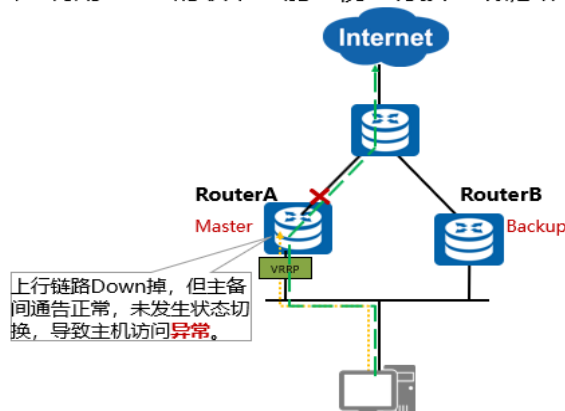 Internet
RouterA
RouterB
Master
Backup
VRRP
上行链路Down掉，但主备
间通告正常，未发生状态切
换，导致主机访问异常。